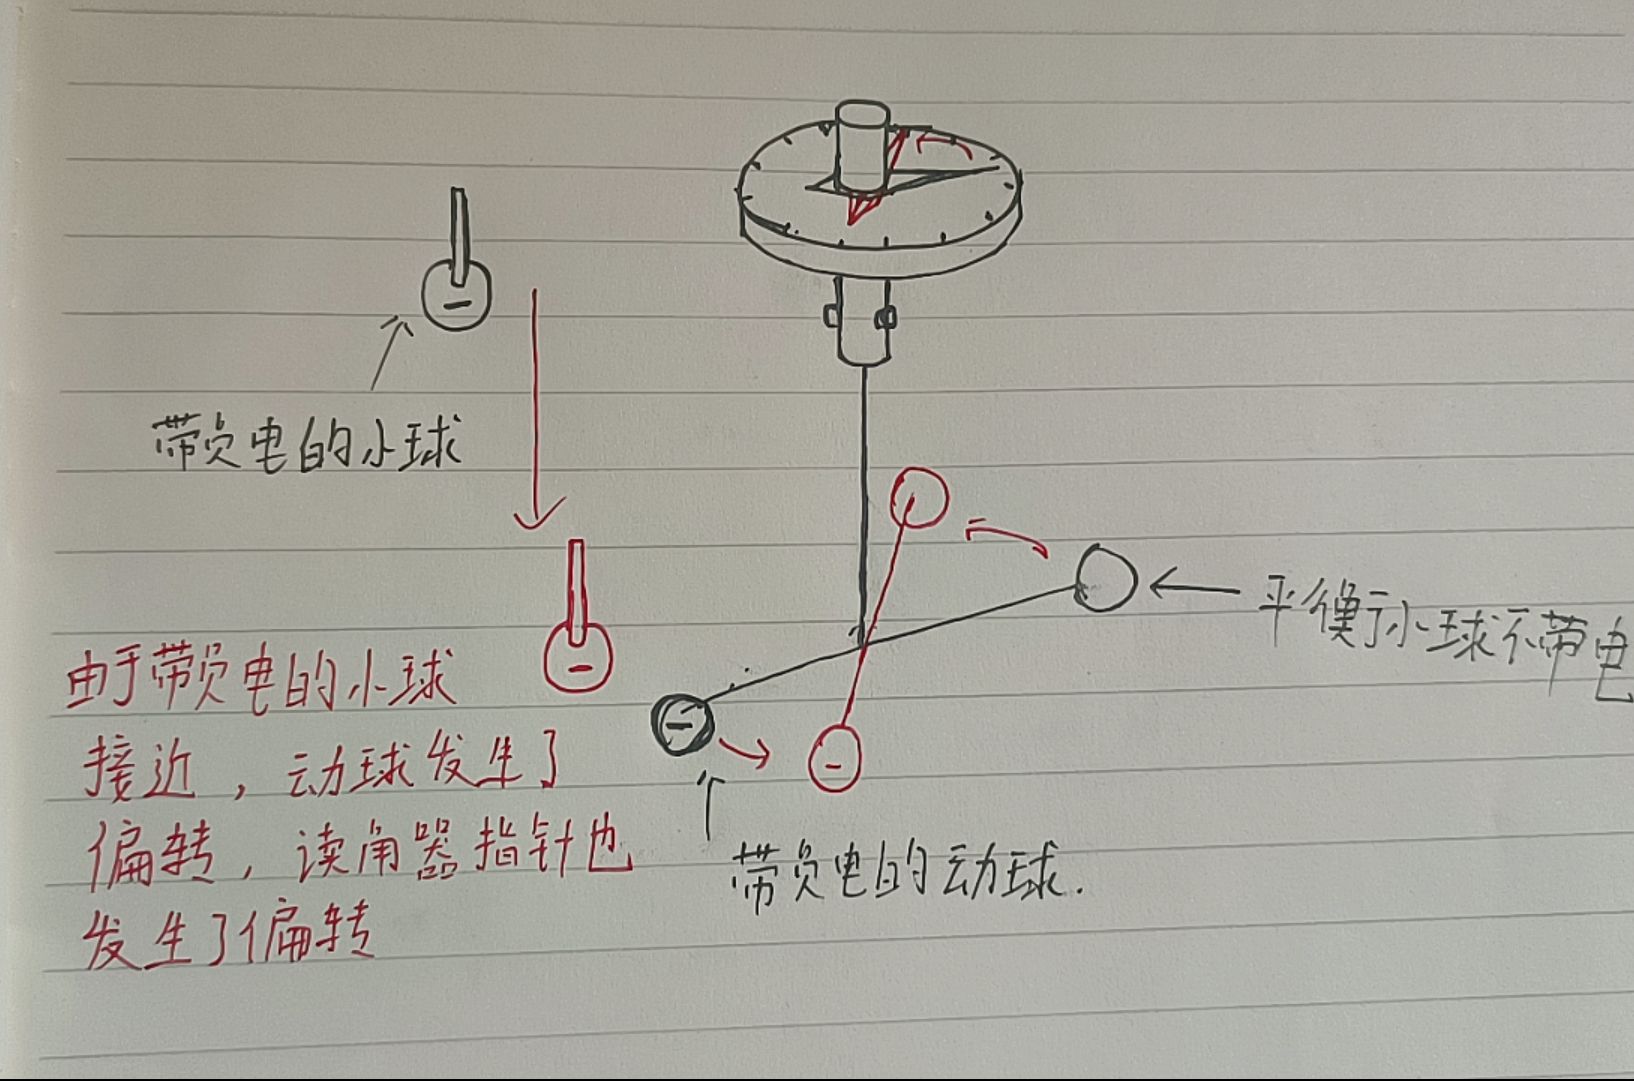 带负电的小球
平衡小球不带电
由于带负电的小球
接近，动球发生了
偏转，读角器指针也
发生了偏转
带负电的动球.